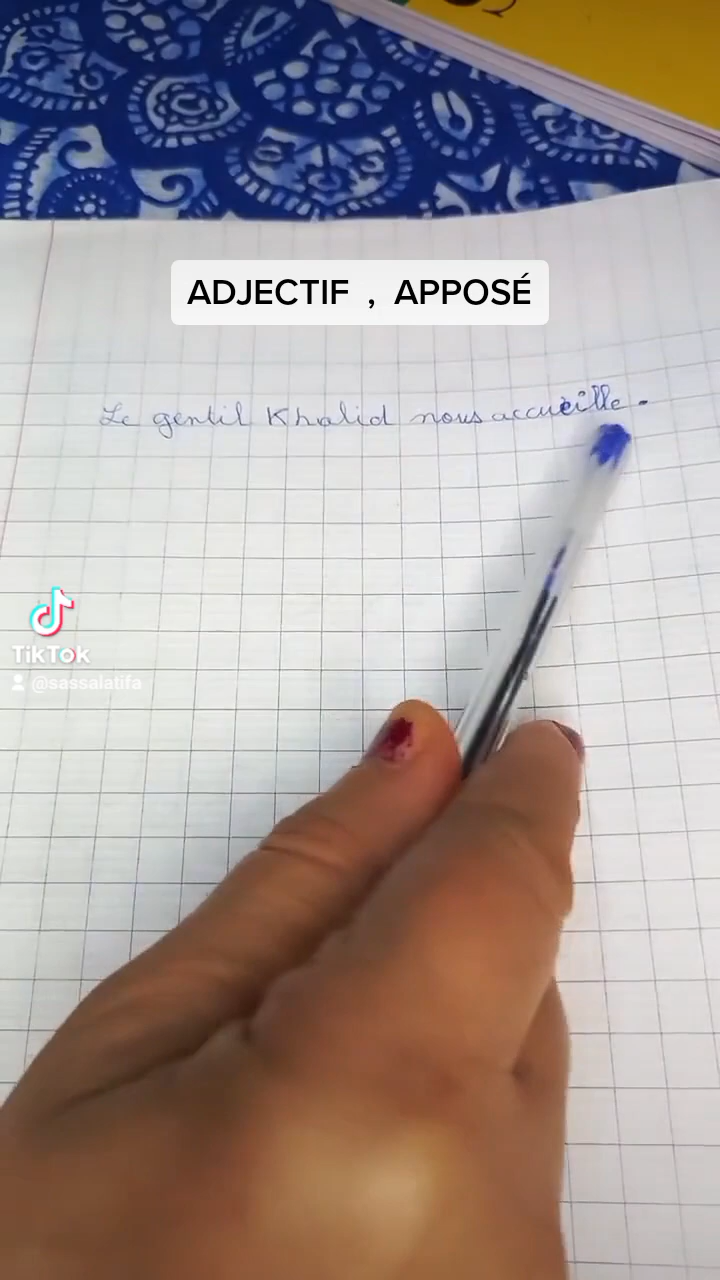 ADJECTIF , APPOSÉ
Le gentil Khalid nous accueille.
TikTok
@sassalatifa